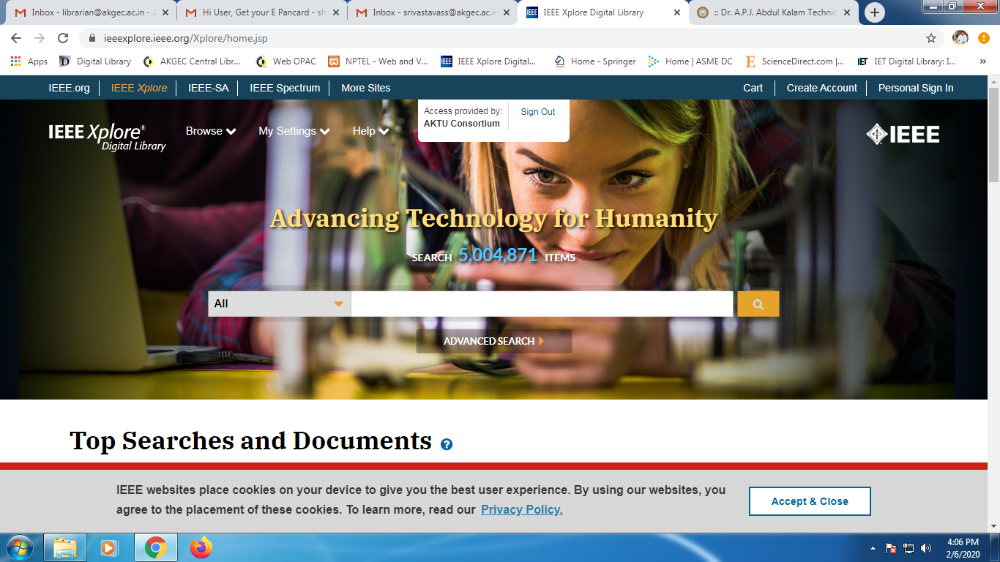 Inbox - librarian@akgec.ac.in -
Hi User, Get your E Pancard - sh
Inbox - srivastavass@akgec.ac.in
IEEE Xplore Digital Library
:: Dr. A.P.J. Abdul Kalam Technic
ieeexplore.ieee.org/Xplore/home.jsp
Apps
Digital Library
AKGEC Central Libr...
Web OPAC
NPTEL - Web and V...
IEEE Xplore Digital...
Home - Springer
Home | ASME DC
ScienceDirect.com |...
IET Digital Library: I...
IEEE.org
IEEE Xplore
IEEE-SA
IEEE Spectrum
More Sites
Cart
Create Account
Personal Sign In
Access provided by:
AKTU Consortium
Sign Out
IEEE Xplore®
Digital Library
Browse
My Settings
Help
IEEE
Advancing Technology for Humanity
SEARCH 5,004,871 ITEMS
All
ADVANCED SEARCH
Top Searches and Documents ?
IEEE websites place cookies on your device to give you the best user experience. By using our websites, you
agree to the placement of these cookies. To learn more, read our Privacy Policy.
Accept & Close
4:06 PM
2/6/2020